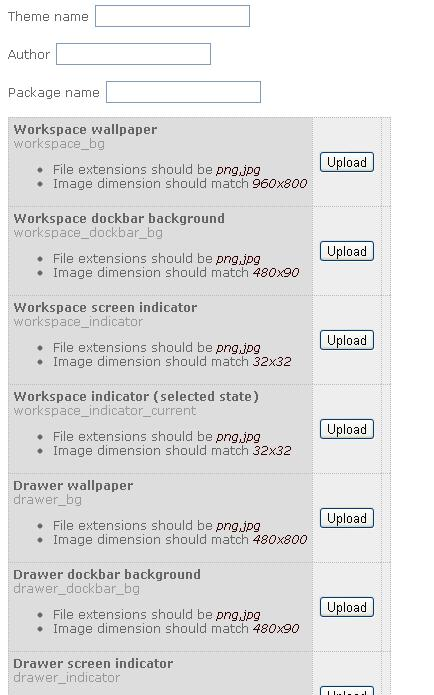 Theme name
Author
Package name
Workspace wallpaper
workspace_bg
File extensions should be png,jpg
Image dimension should match 960x800
Upload
Workspace dockbar background
workspace_dockbar_bg
File extensions should be png,jpg
Image dimension should match 480x90
Upload
Workspace screen indicator
workspace_indicator
File extensions should be png,jpg
Image dimension should match 32x32
Upload
Workspace indicator (selected state)
workspace_indicator_current
File extensions should be png,jpg
Image dimension should match 32x32
Upload
Drawer wallpaper
drawer_bg
File extensions should be png,jpg
Image dimension should match 480x800
Upload
Drawer dockbar background
drawer_dockbar_bg
File extensions should be png,jpg
Image dimension should match 480x90
Upload
Drawer screen indicator
drawer_indicator
Upload